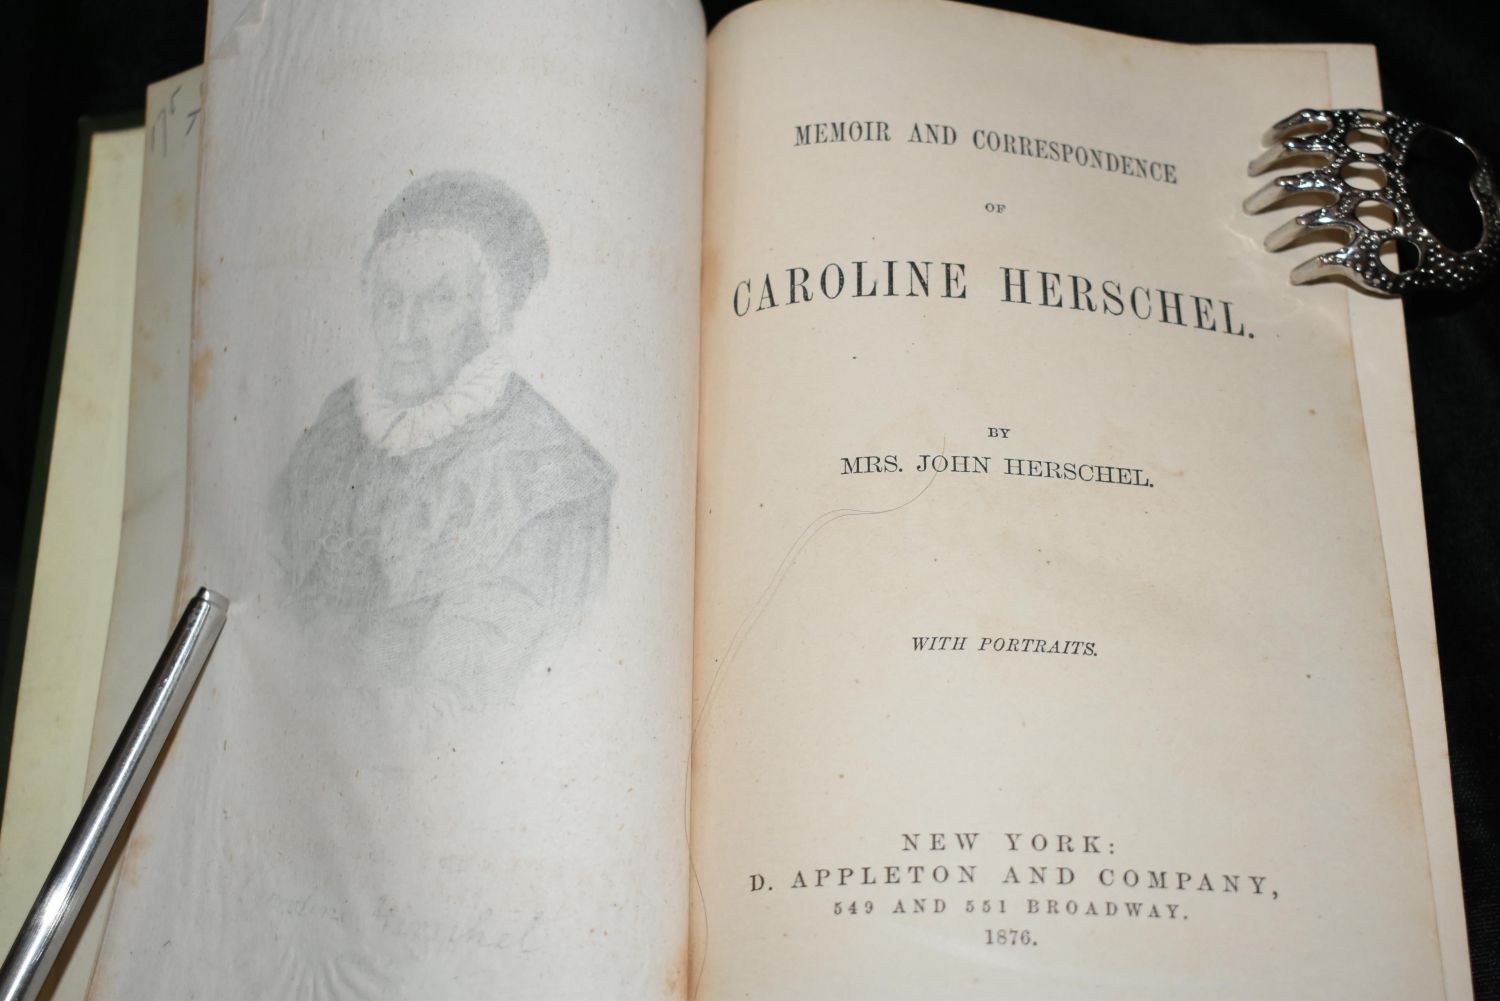 Herschel
MEMOIR AND CORRESPONDENCE
OF
CAROLINE HERSCHEL.
BY
MRS. JOHN HERSCHEL.
WITH PORTRAITS.
NEW YORK:
D. APPLETON AND COMPANY,
549 AND 551 BROADWAY.
1876.